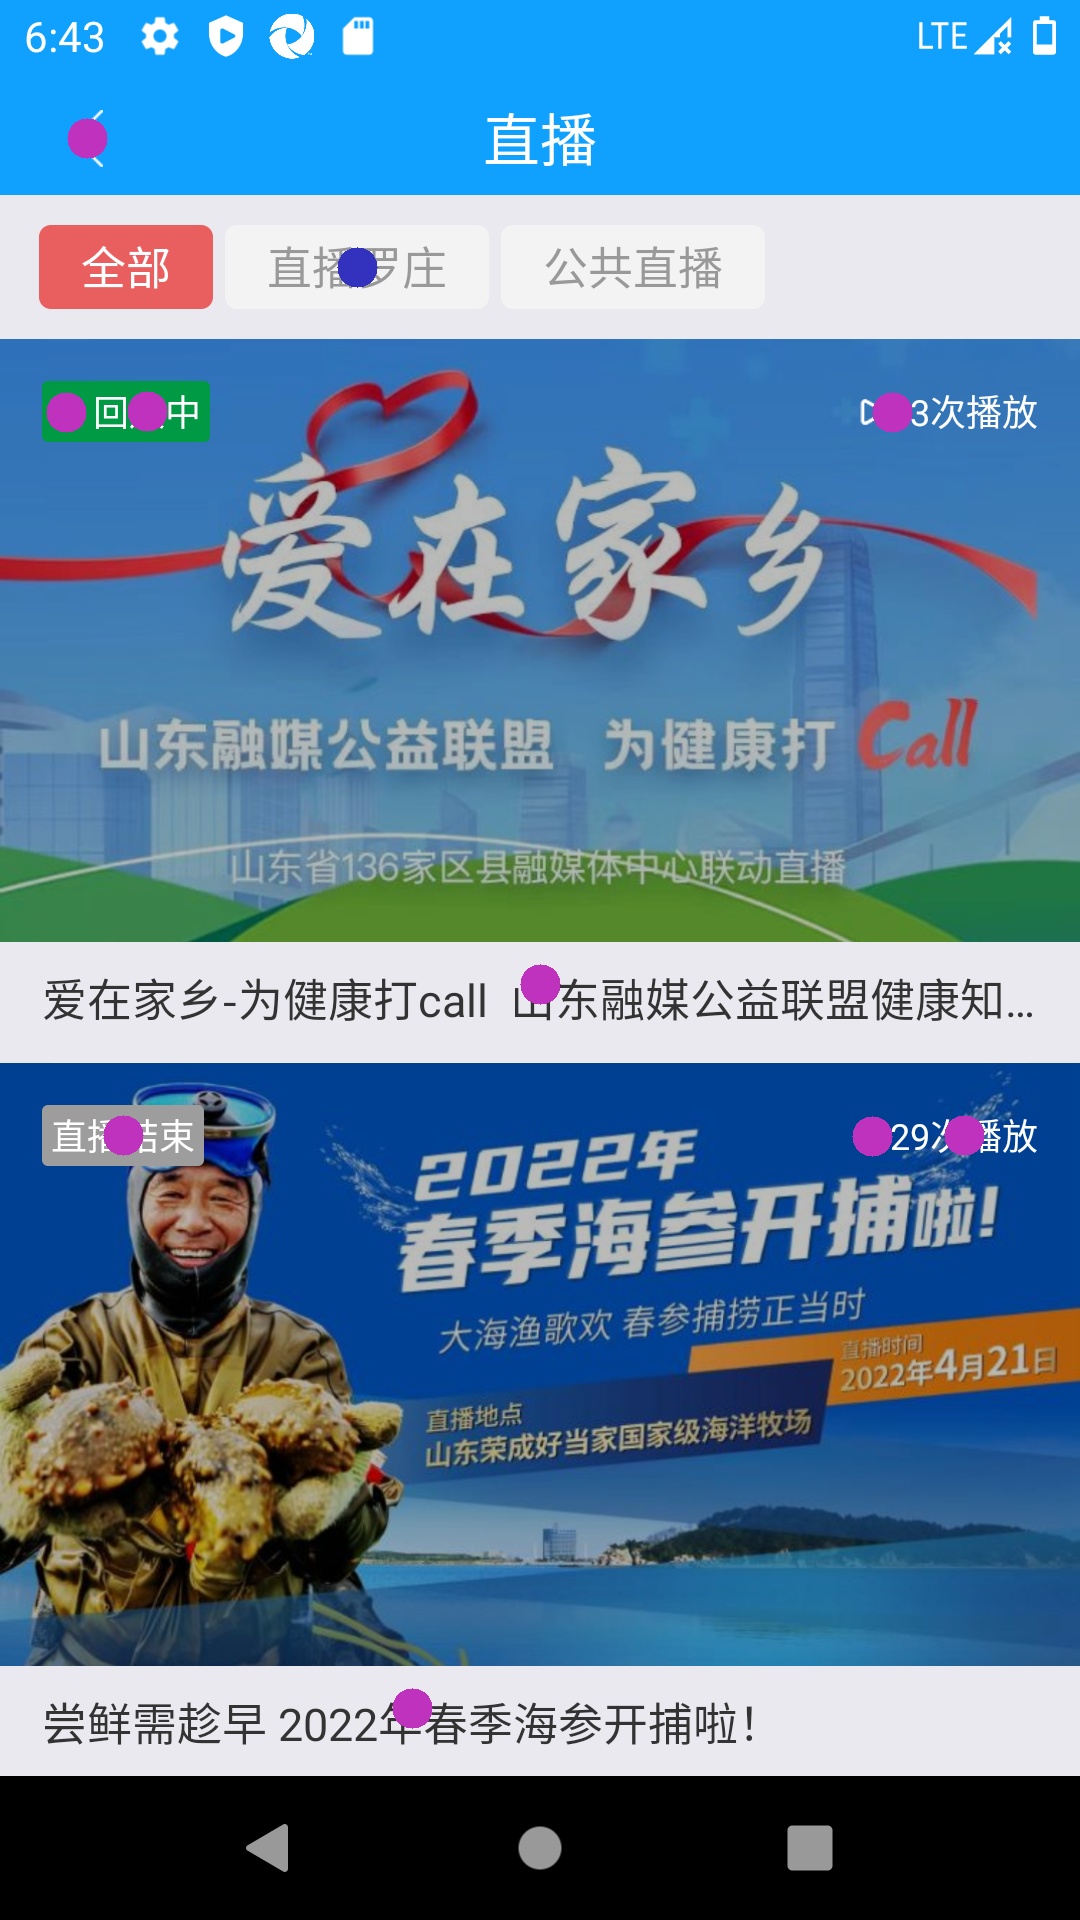 6:43 LTE
直播
全部 直播罗庄 公共直播
回放中 3次播放
爱在家乡
山东融媒公益联盟 为健康打Call
山东省136家区县融媒体中心联动直播
爱在家乡-为健康打call 山东融媒公益联盟健康知...
直播结束 29次播放
2022年
春季海参开捕啦!
大海渔歌欢 春参捕捞正当时
直播时间
2022年4月21日
直播地点
山东荣成好当家国家级海洋牧场
尝鲜需趁早 2022年春季海参开捕啦!